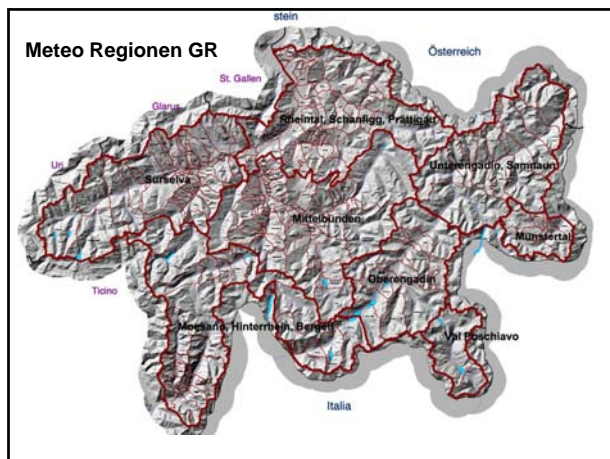 stein
Meteo Regionen GR
Österreich
St. Gallen
Glarus
Rheintal, Schanfigg, Prättigau
Uri
Surselva
Unterengadin, Samnaun
Mittelbünden
Münstertal
Oberengadin
Ticino
Moesano, Hinterrhein, Bergell
Val Poschiavo
Italia